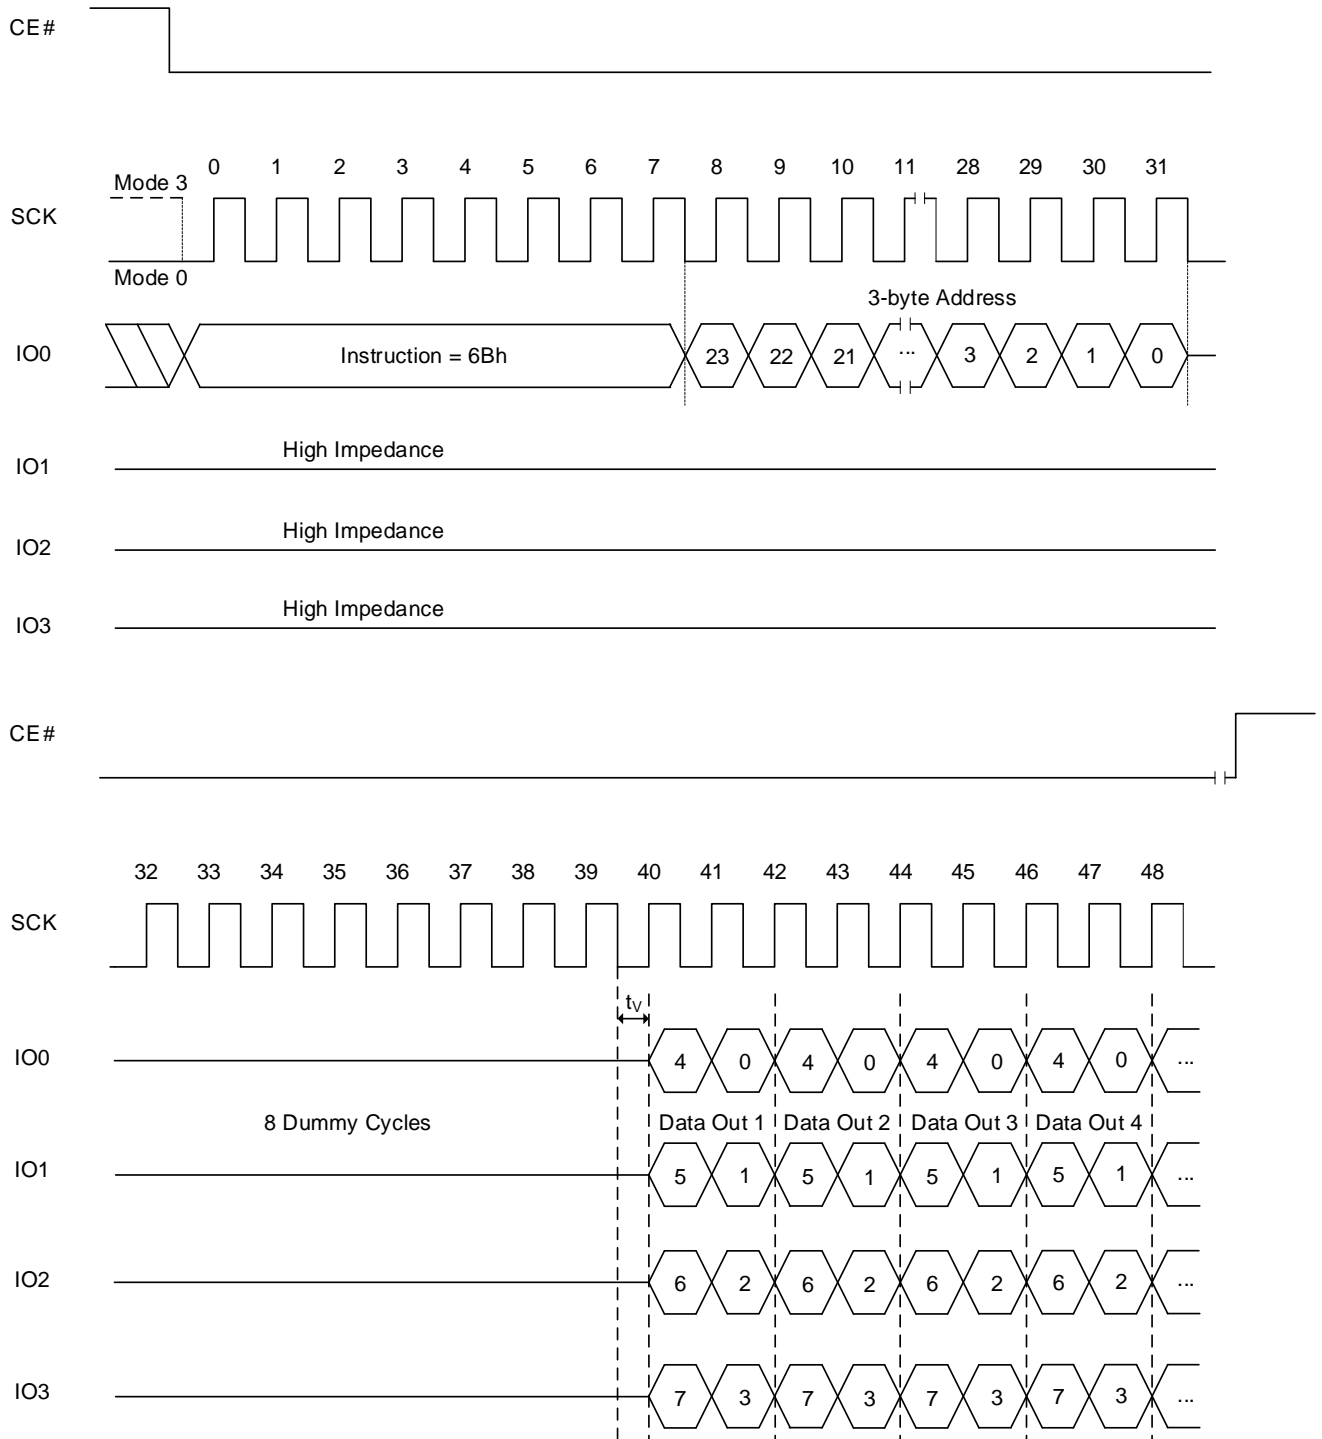 CE#
0 1 2 3 4 5 6 7 8 9 10 11 28 29 30 31
Mode 3
SCK
Mode 0
3-byte Address
IO0 Instruction = 6Bh 23 22 21 ... 3 2 1 0
High Impedance
IO1
High Impedance
IO2
High Impedance
IO3
CE#
32 33 34 35 36 37 38 39 40 41 42 43 44 45 46 47 48
SCK
tV
IO0 4 0 4 0 4 0 4 0 ...
8 Dummy Cycles Data Out 1 Data Out 2 Data Out 3 Data Out 4
IO1 5 1 5 1 5 1 5 1 ...
IO2 6 2 6 2 6 2 6 2 ...
IO3 7 3 7 3 7 3 7 3 ...